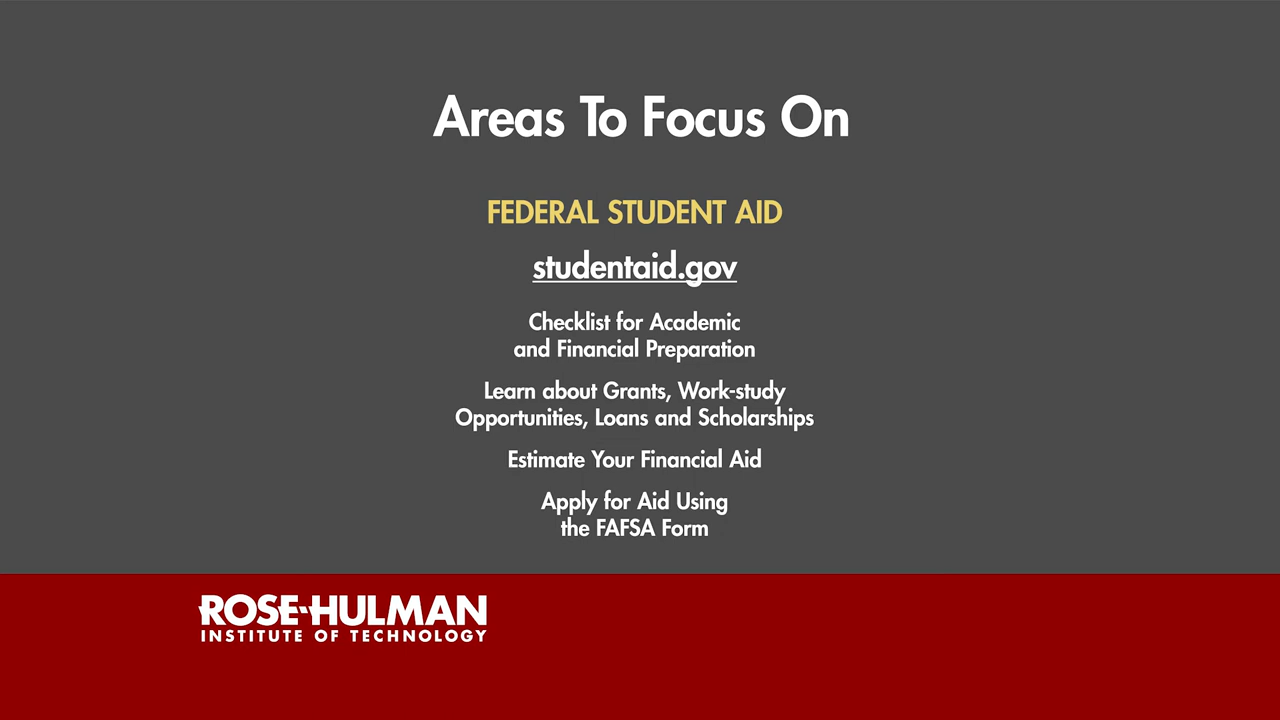 Areas To Focus On
FEDERAL STUDENT AID
studentaid.gov
Checklist for Academic
and Financial Preparation
Learn about Grants, Work-study
Opportunities, Loans and Scholarships
Estimate Your Financial Aid
Apply for Aid Using
the FAFSA Form
ROSE-HULMAN
INSTITUTE OF TECHNOLOGY